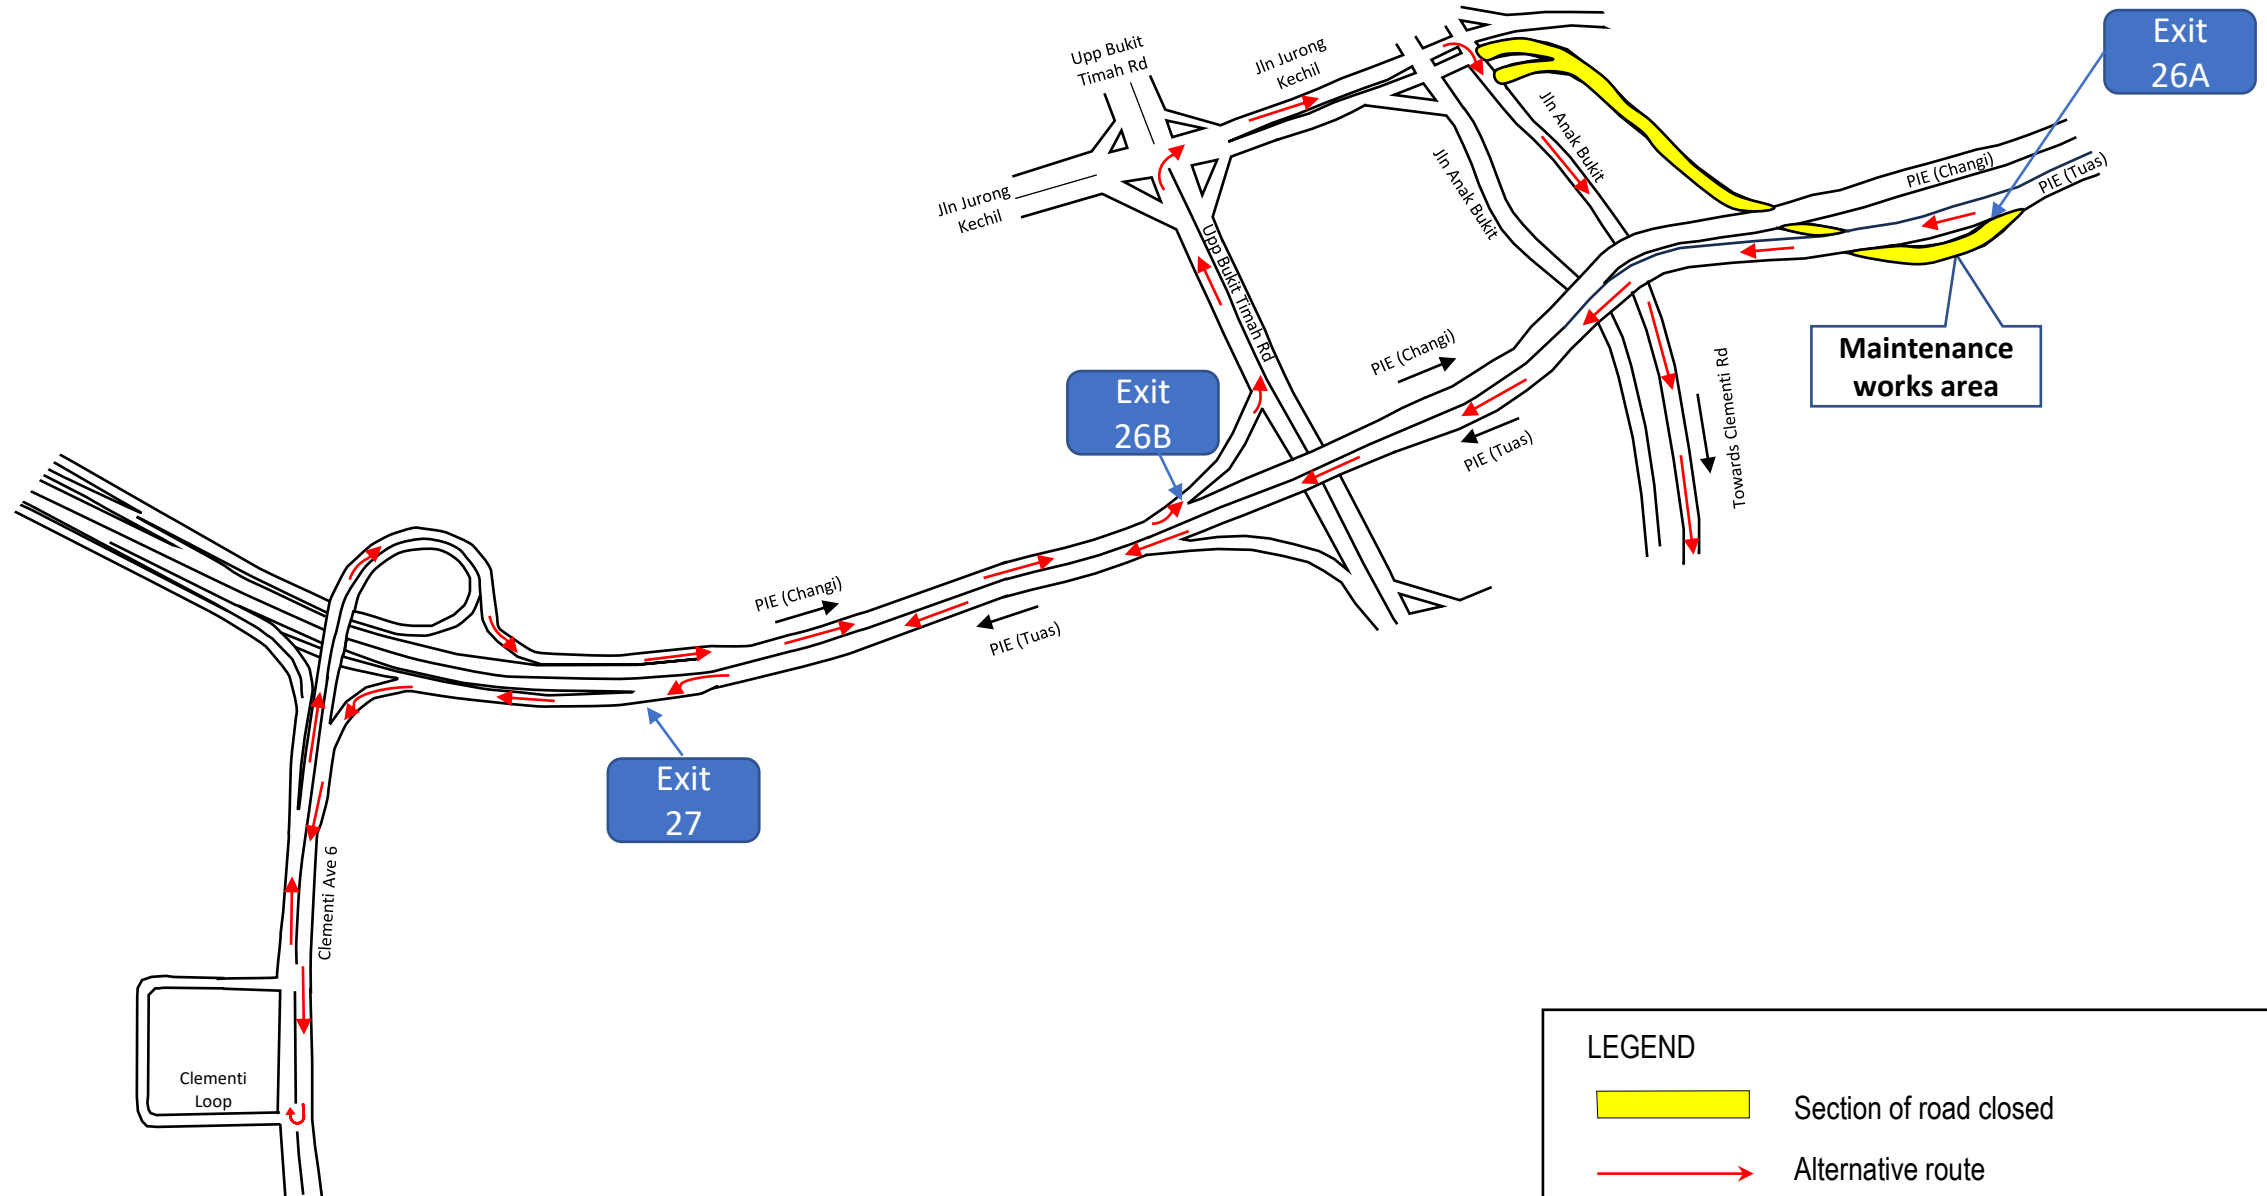 Exit
26A
Upp Bukit
Timah Rd
Jln Jurong
Kechil
Jln Anak Bukit
Jln Anak Bukit
PIE (Changi)
PIE (Tuas)
Jln Jurong
Kechil
Upp Bukit Timah Rd
Maintenance
works area
PIE (Changi)
PIE (Tuas)
Towards Clementi Rd
Exit
26B
PIE (Changi)
PIE (Tuas)
Exit
27
Clementi Ave 6
Clementi
Loop
LEGEND
Section of road closed
Alternative route